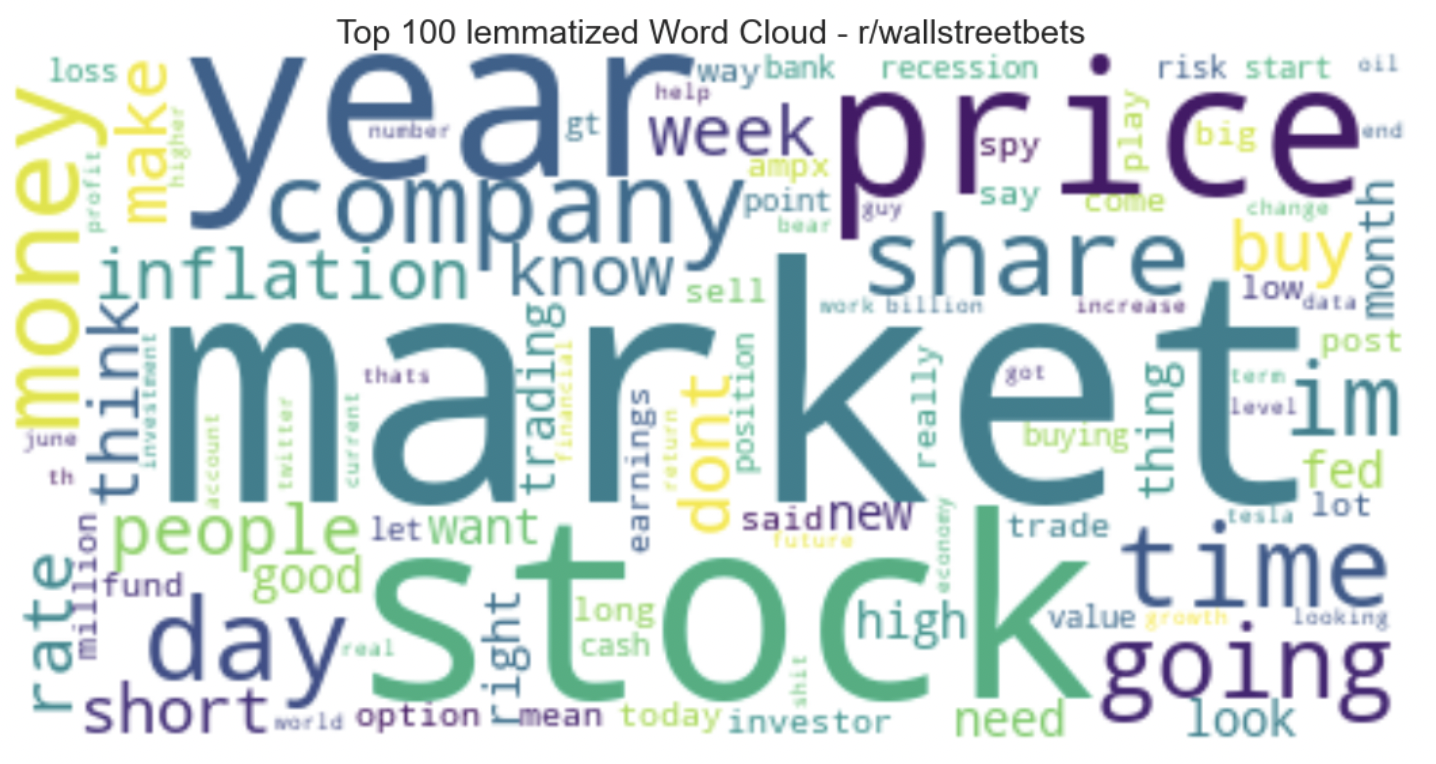 Top 100 lemmatized Word Cloud - r/wallstreetbets
loss
make
year
way
bank
recession
risk
start
oil
help
money
higher
number
gt
week
price
spy
play
big
end
profit
company
ampx
point
say
come
change
guy
bear
month
inflation
know
share
buy
sell
low
data
work
billion
increase
think
market
trading
post
investment
thats
financial
position
really
got
thing
term
im
level
june
account
twitter
current
earnings
return
dont
buying
fed
th
people
let
want
said
new
economy
trade
tesla
lot
future
million
rate
fund
good
stock
time
day
long
high
value
growth
looking
real
right
cash
going
short
world
option
mean
today
shit
investor
need
look